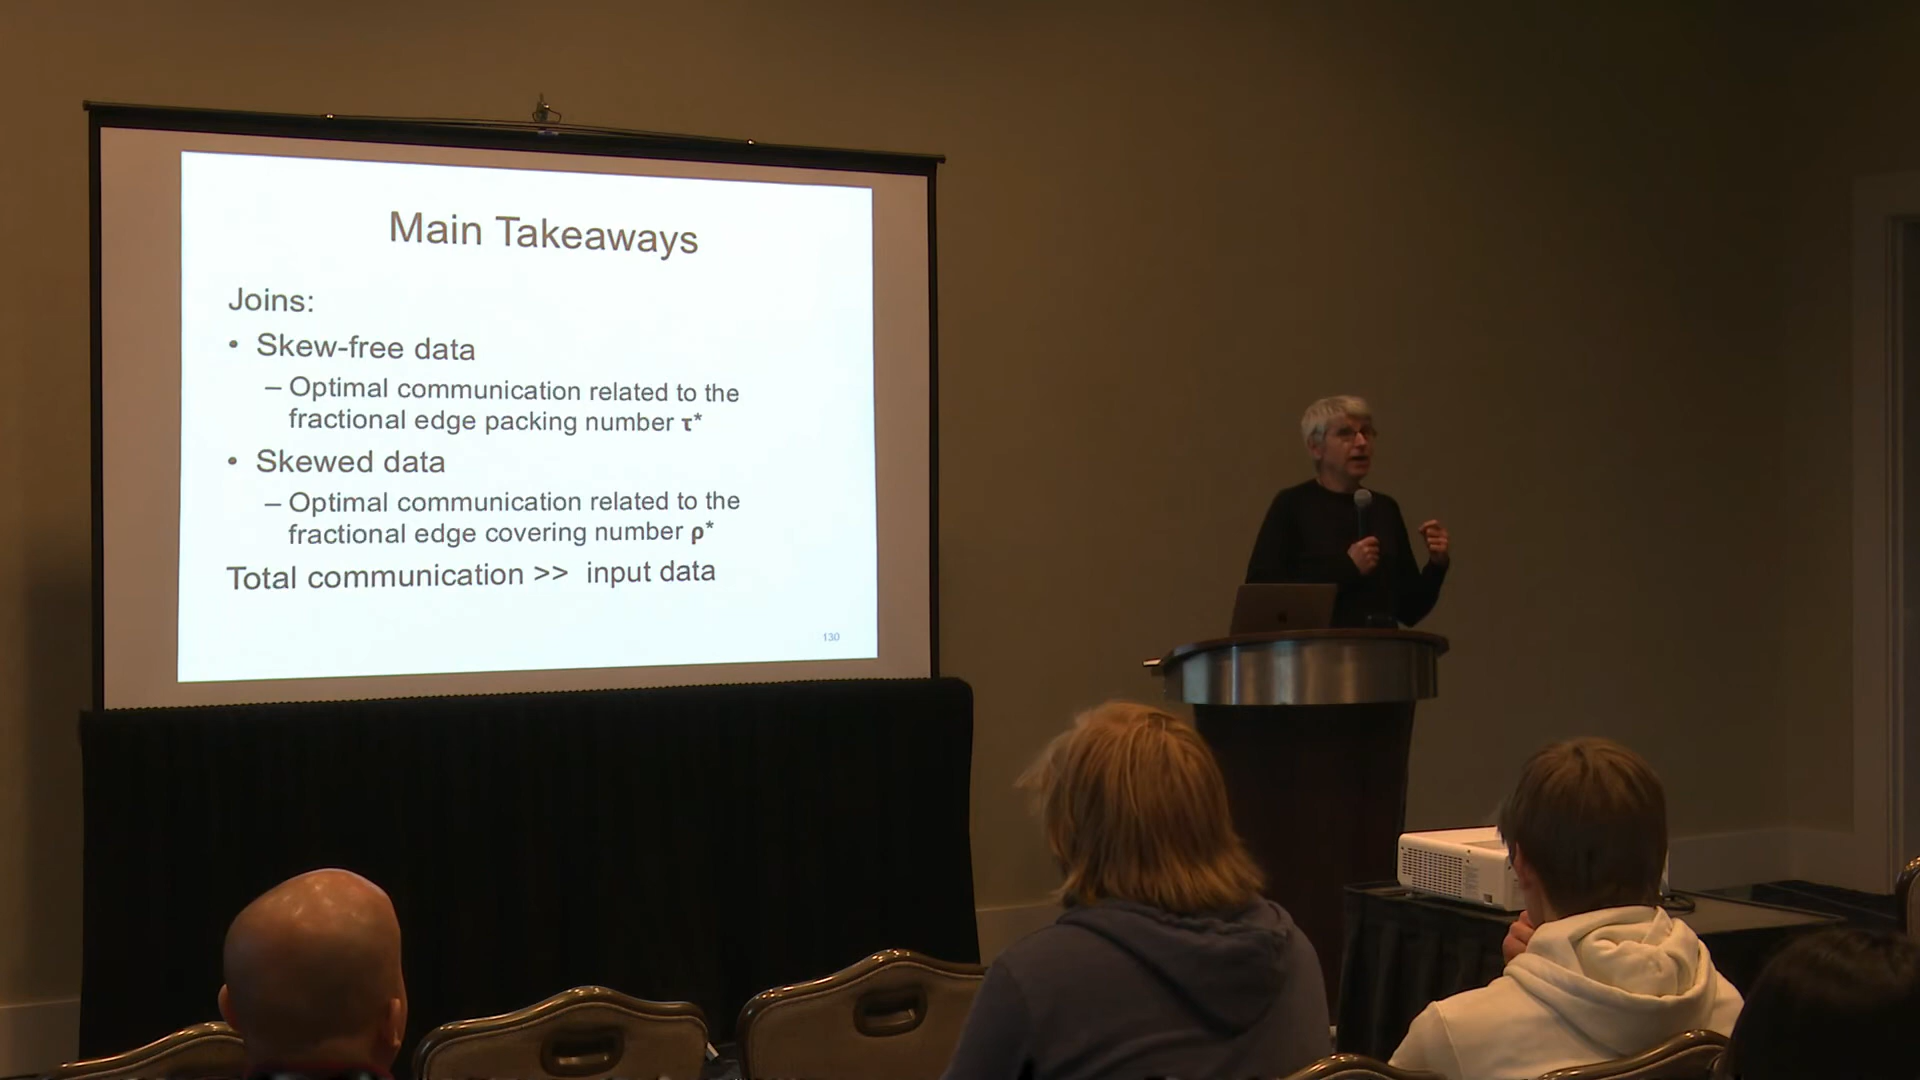 Main Takeaways
Joins:
• Skew-free data
– Optimal communication related to the
fractional edge packing number τ*
• Skewed data
– Optimal communication related to the
fractional edge covering number ρ*
Total communication >> input data
130